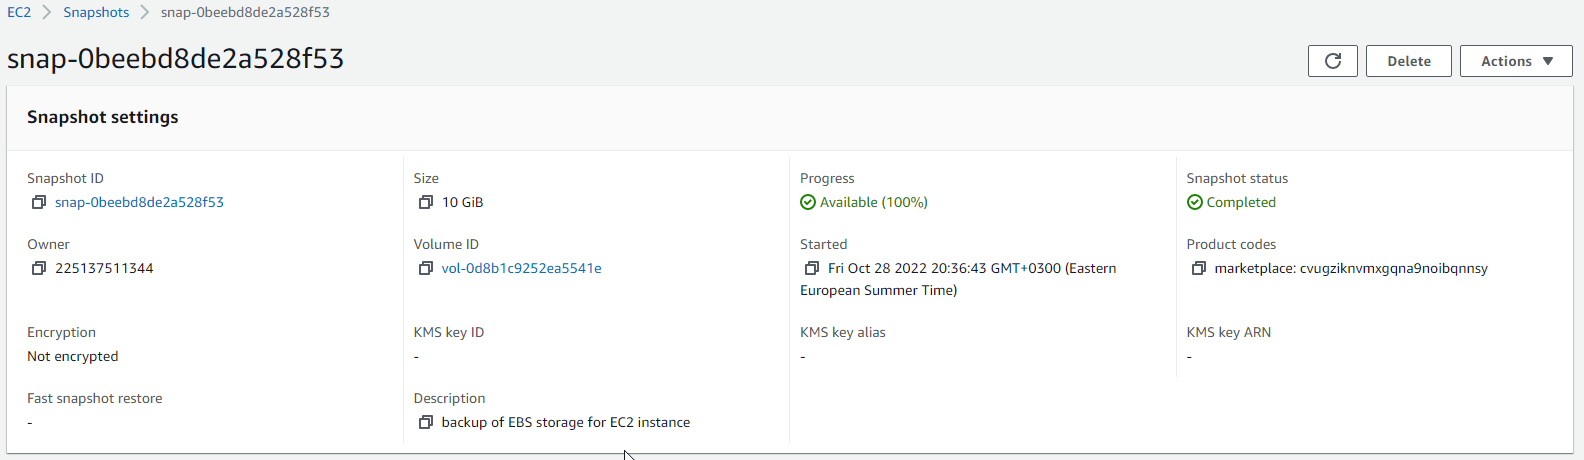 EC2 > Snapshots > snap-0beebd8de2a528f53
snap-0beebd8de2a528f53
Delete
Actions
Snapshot settings
Snapshot ID
snap-0beebd8de2a528f53
Size
10 GiB
Progress
Available (100%)
Snapshot status
Completed
Owner
225137511344
Volume ID
vol-0d8b1c9252ea5541e
Started
Fri Oct 28 2022 20:36:43 GMT+0300 (Eastern
European Summer Time)
Product codes
marketplace: cvugziknvmxgqna9noibqnnsy
Encryption
Not encrypted
KMS key ID
-
KMS key alias
-
KMS key ARN
-
Fast snapshot restore
-
Description
backup of EBS storage for EC2 instance